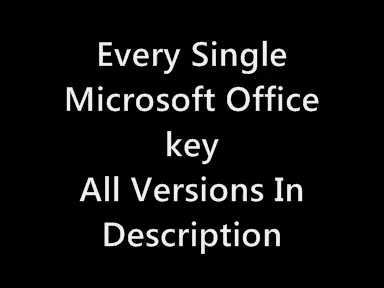 Every Single
Microsoft Office
key
All Versions In
Description